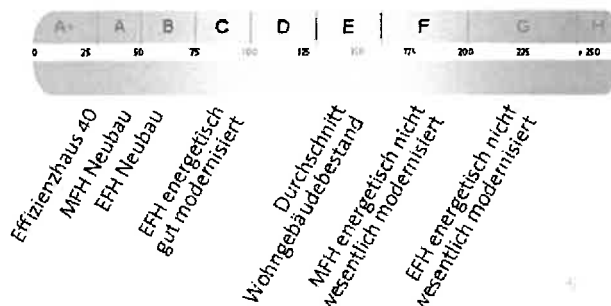 A+ A B C D E F G H
0 25 50 75 100 125 150 175 200 225 > 250
Effizienzhaus 40
MFH Neubau
EFH Neubau
EFH energetisch
gut modernisiert
Durchschnitt
Wohngebäudebestand
MFH energetisch nicht
wesentlich modernisiert
EFH energetisch nicht
wesentlich modernisiert